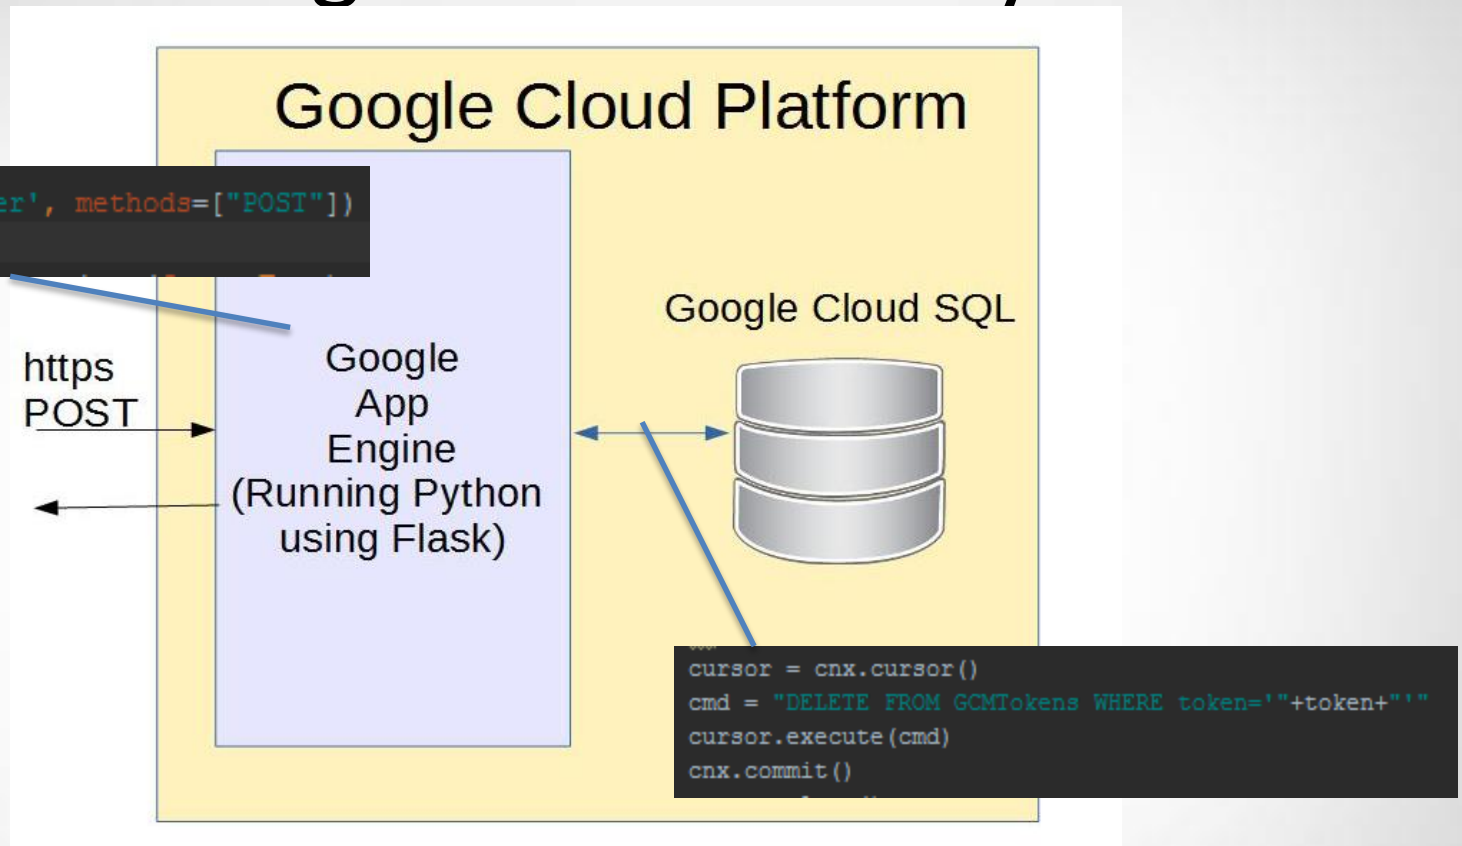 Google Cloud Platform
er', methods=["POST"])
Google Cloud SQL
https
POST
Google
App
Engine
(Running Python
using Flask)
cursor = cnx.cursor()
cmd = "DELETE FROM GCMTokens WHERE token='"+token+"'"
cursor.execute(cmd)
cnx.commit()